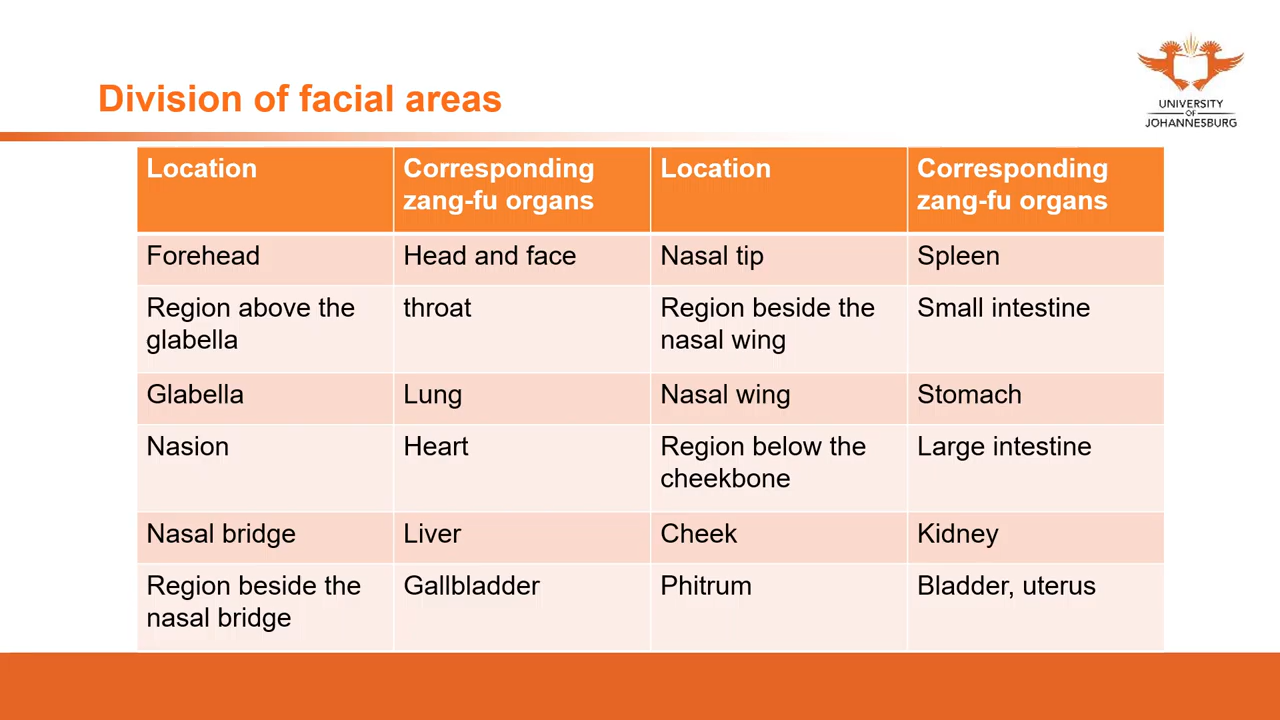 Division of facial areas
UNIVERSITY
OF
JOHANNESBURG
Location
Corresponding
zang-fu organs
Location
Corresponding
zang-fu organs
Forehead
Head and face
Nasal tip
Spleen
Region above the
glabella
throat
Region beside the
nasal wing
Small intestine
Glabella
Lung
Nasal wing
Stomach
Nasion
Heart
Region below the
cheekbone
Large intestine
Nasal bridge
Liver
Cheek
Kidney
Region beside the
nasal bridge
Gallbladder
Phitrum
Bladder, uterus